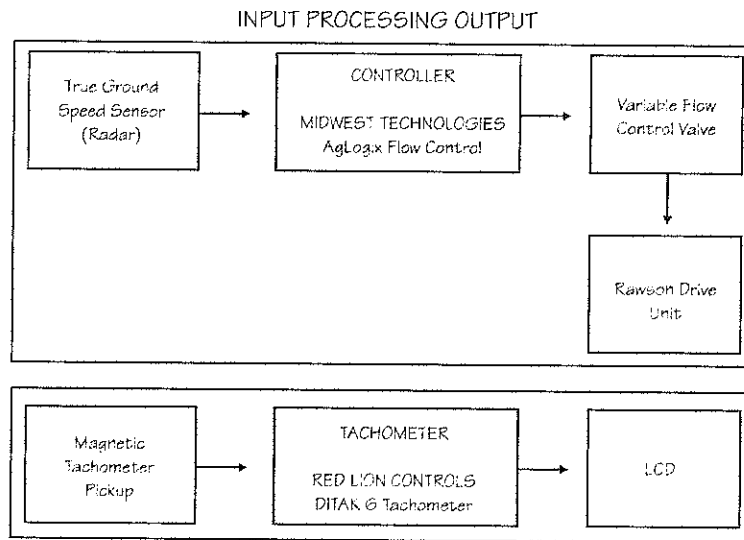 INPUT PROCESSING OUTPUT
True Ground
Speed Sensor
(Radar)
CONTROLLER
MIDWEST TECHNOLOGIES
AgLogix Flow Control
Variable Flow
Control Valve
Rawson Drive
Unit
Magnetic
Tachometer
Pickup
TACHOMETER
RED LION CONTROLS
DITAK 6 Tachometer
LCD